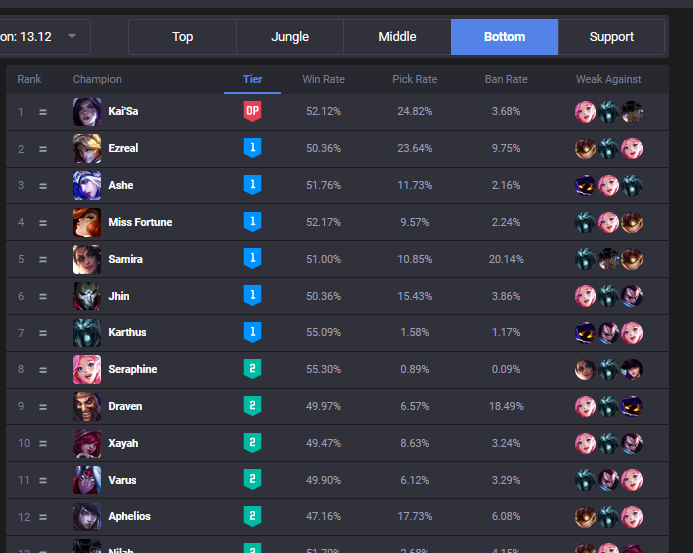 on: 13.12 Top Jungle Middle Bottom Support
Rank Champion Tier Win Rate Pick Rate Ban Rate Weak Against
1 = Kai'Sa OP 52.12% 24.82% 3.68%
2 = Ezreal 1 50.36% 23.64% 9.75%
3 = Ashe 1 51.76% 11.73% 2.16%
4 = Miss Fortune 1 52.17% 9.57% 2.24%
5 = Samira 1 51.00% 10.85% 20.14%
6 = Jhin 1 50.36% 15.43% 3.86%
7 = Karthus 1 55.09% 1.58% 1.17%
8 = Seraphine 2 55.30% 0.89% 0.09%
9 = Draven 2 49.97% 6.57% 18.49%
10 = Xayah 2 49.47% 8.63% 3.24%
11 = Varus 2 49.90% 6.12% 3.29%
12 = Aphelios 2 47.16% 17.73% 6.08%
13 Nilah 51.79% 2.68% 4.15%